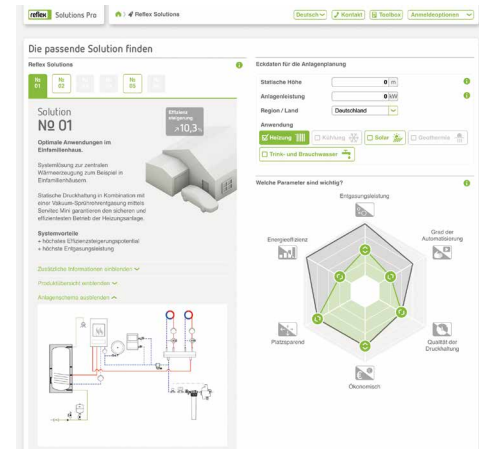 reflex Solutions Pro
Reflex Solutions
Deutsch
Kontakt
Toolbox
Anmeldeoptionen
Die passende Solution finden
Reflex Solutions
№ 01
№ 02
№ 05
Solution
№ 01
Effizienz
steigerung
10,3%
Optimale Anwendungen im
Einfamilienhaus.
Systemlösung zur zentralen
Wärmeerzeugung zum Beispiel in
Einfamilienhäusern.
Statische Druckhaltung in Kombination mit
einer Vakuum-Sprührohrentgasung mittels
Servitec Mini garantieren den sicheren und
effizientesten Betrieb der Heizungsanlage.
Systemvorteile
+ höchstes Effizienzsteigerungspotential
+ höchste Entgasungsleistung
Zusätzliche Informationen einblenden
Produktübersicht einblenden
Anlagenschema ausblenden
Eckdaten für die Anlagenplanung
Statische Höhe 0 m
Anlagenleistung 0 kW
Region / Land Deutschland
Anwendung
Heizung
Kühlung
Solar
Geothermie
Trink- und Brauchwasser
Welche Parameter sind wichtig?
Entgasungsleistung
Energieeffizienz
Grad der
Automatisierung
Platzsparend
Qualität der
Druckhaltung
Ökonomisch